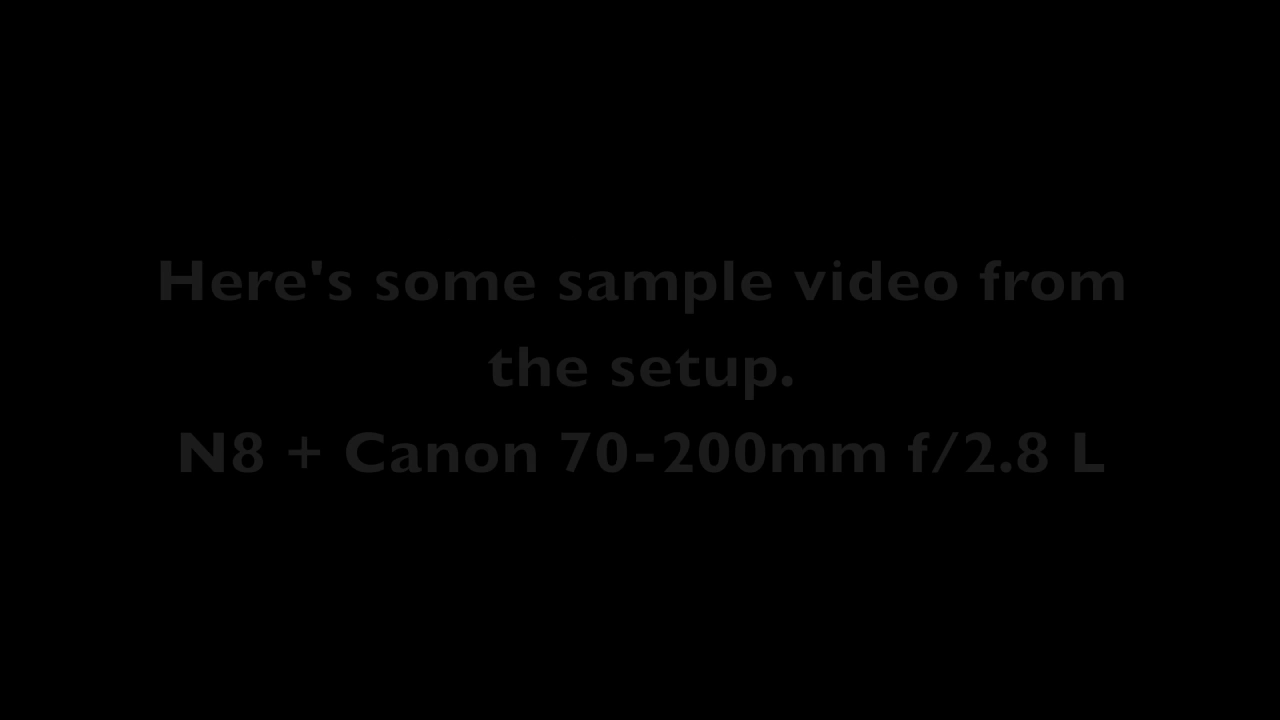 Here's some sample video from
the setup.
N8 + Canon 70-200mm f/2.8 L